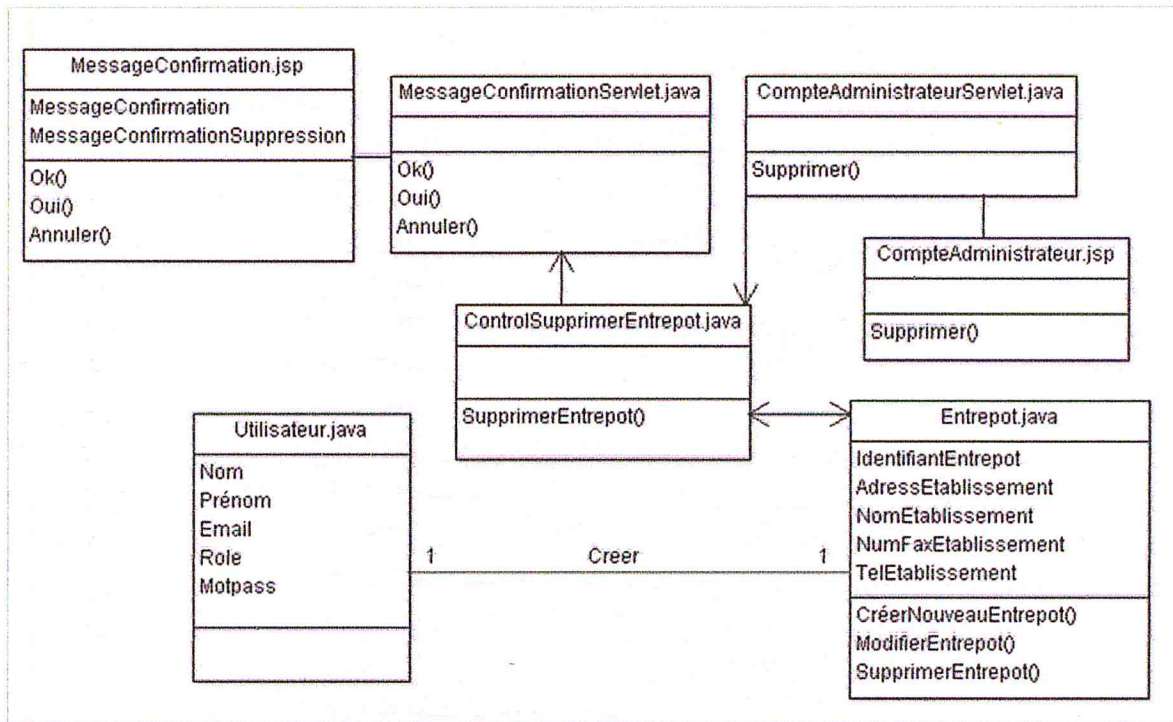 MessageConfirmation.jsp
MessageConfirmation
MessageConfirmationSuppression
Ok()
Oui()
Annuler()
MessageConfirmationServlet.java
Ok()
Oui()
Annuler()
CompteAdministrateurServlet.java
Supprimer()
CompteAdministrateur.jsp
Supprimer()
ControlSupprimerEntrepot.java
SupprimerEntrepot()
Utilisateur.java
Nom
Prénom
Email
Role
Motpass
1 Creer 1
Entrepot.java
IdentifiantEntrepot
AdressEtablissement
NomEtablissement
NumFaxEtablissement
TelEtablissement
CréerNouveauEntrepot()
ModifierEntrepot()
SupprimerEntrepot()